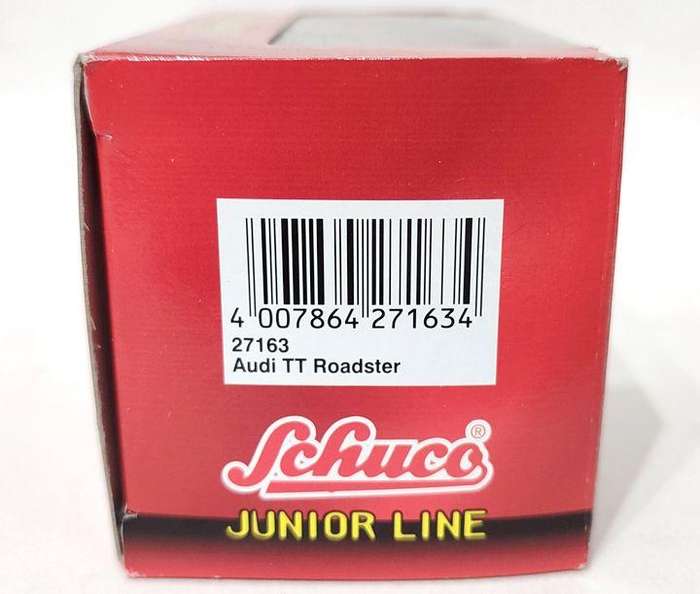 4 007864 271634
27163
Audi TT Roadster
Schuco®
JUNIOR LINE